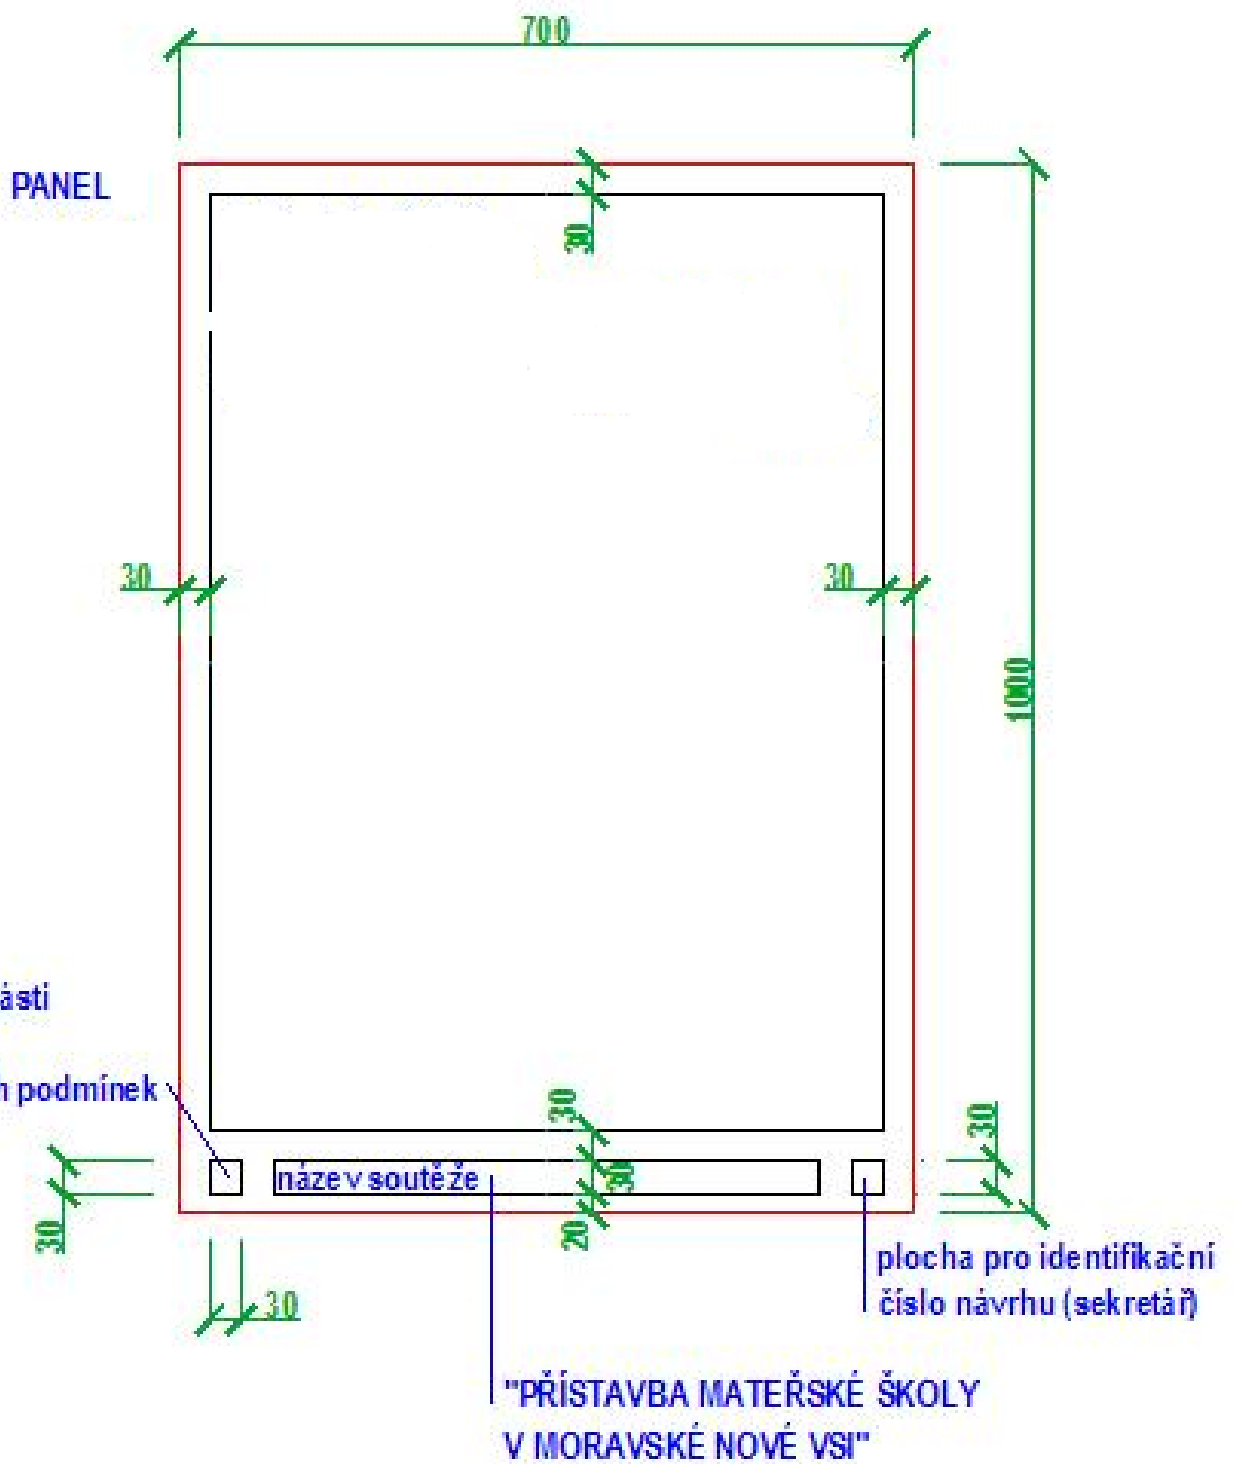 700
PANEL
30
30
30
1000
ásti
podmínek
30
30
název soutěže
30
30
20
30
plocha pro identifikační
číslo návrhu (sekretář)
"PŘÍSTAVBA MATEŘSKÉ ŠKOLY
V MORAVSKÉ NOVÉ VSI"